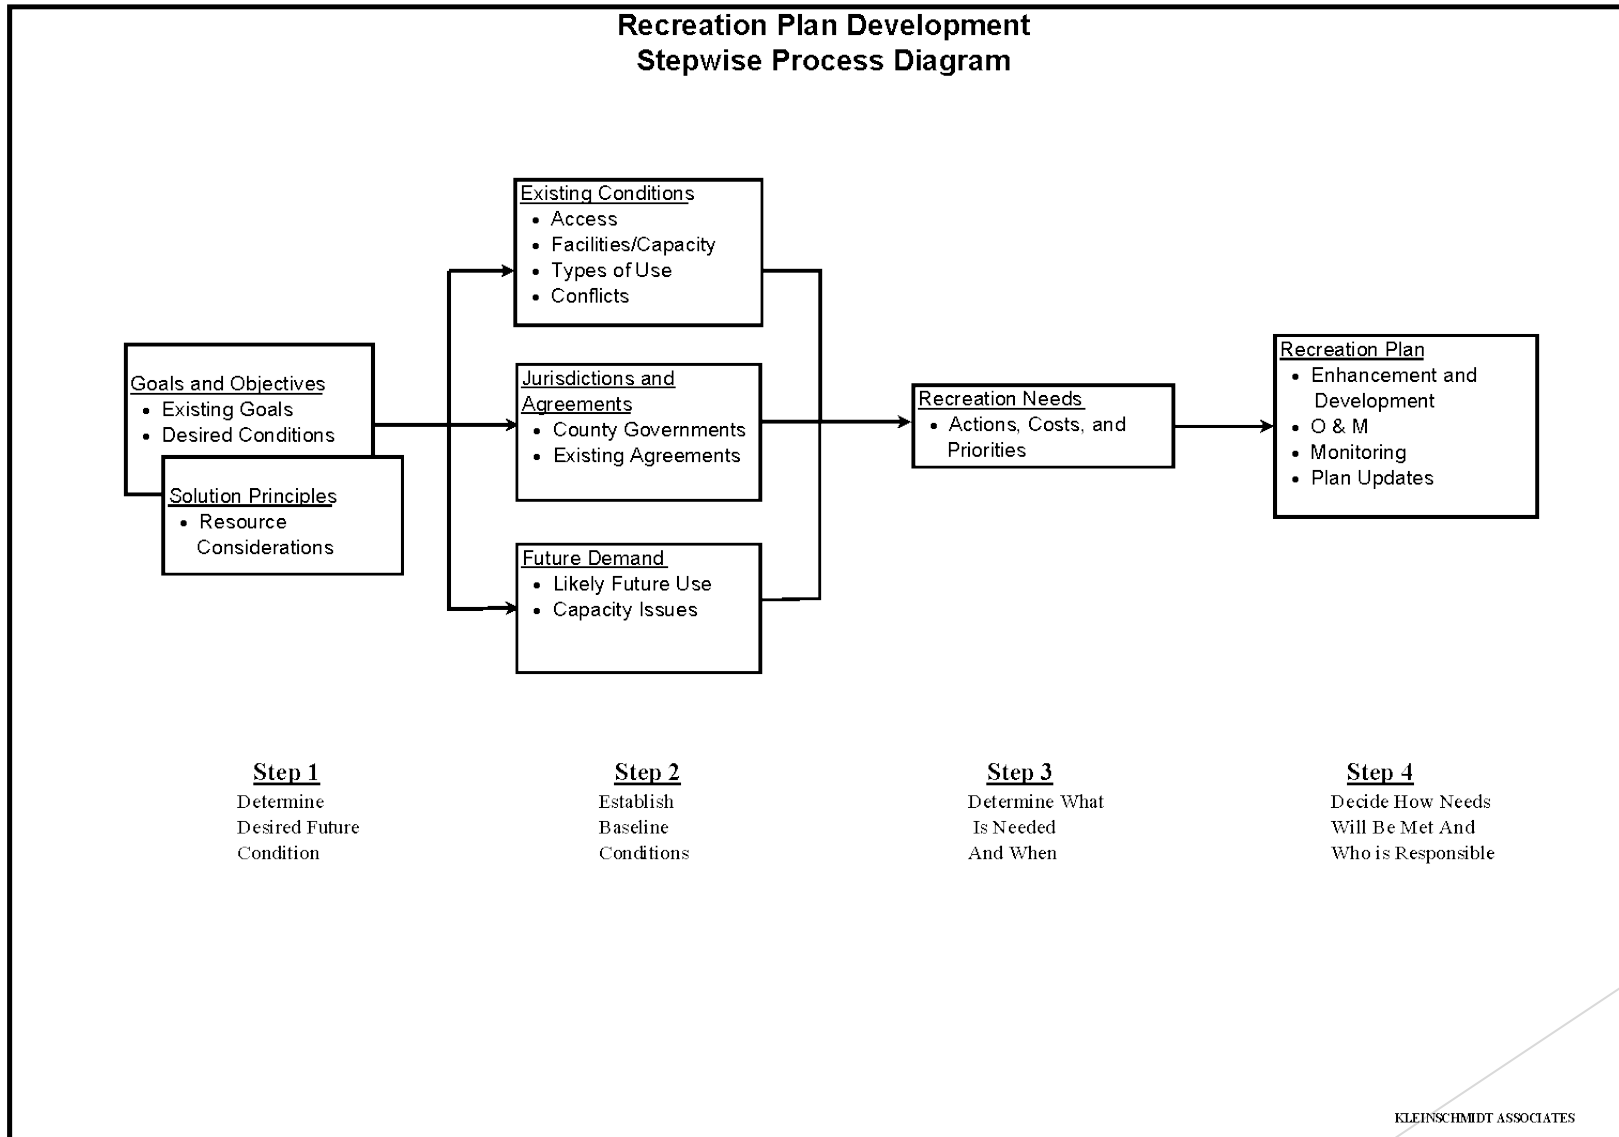 Recreation Plan Development
Stepwise Process Diagram
Goals and Objectives
• Existing Goals
• Desired Conditions
Solution Principles
• Resource
Considerations
Existing Conditions
• Access
• Facilities/Capacity
• Types of Use
• Conflicts
Jurisdictions and
Agreements
• County Governments
• Existing Agreements
Future Demand
• Likely Future Use
• Capacity Issues
Recreation Needs
• Actions, Costs, and
Priorities
Recreation Plan
• Enhancement and
Development
• O & M
• Monitoring
• Plan Updates
Step 1
Determine
Desired Future
Condition
Step 2
Establish
Baseline
Conditions
Step 3
Determine What
Is Needed
And When
Step 4
Decide How Needs
Will Be Met And
Who is Responsible
KLEINSCHMIDT ASSOCIATES